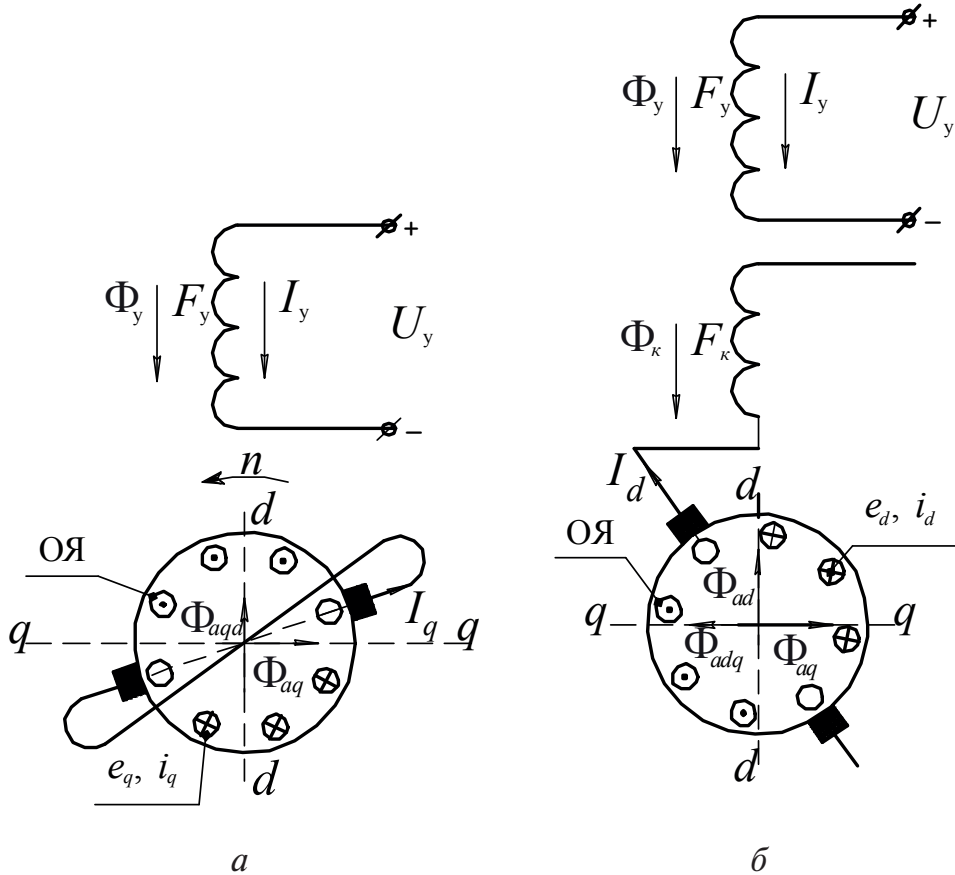 +
Φу Fу Iу
Uу
−
n
d
ОЯ
Φaqd
q q
Iq
Φaq
d
eq, iq
а
+
Φу Fу Iу
Uу
−
Φк Fк
Id
d
ed, id
ОЯ
Φad
q q
Φadq Φaq
d
б